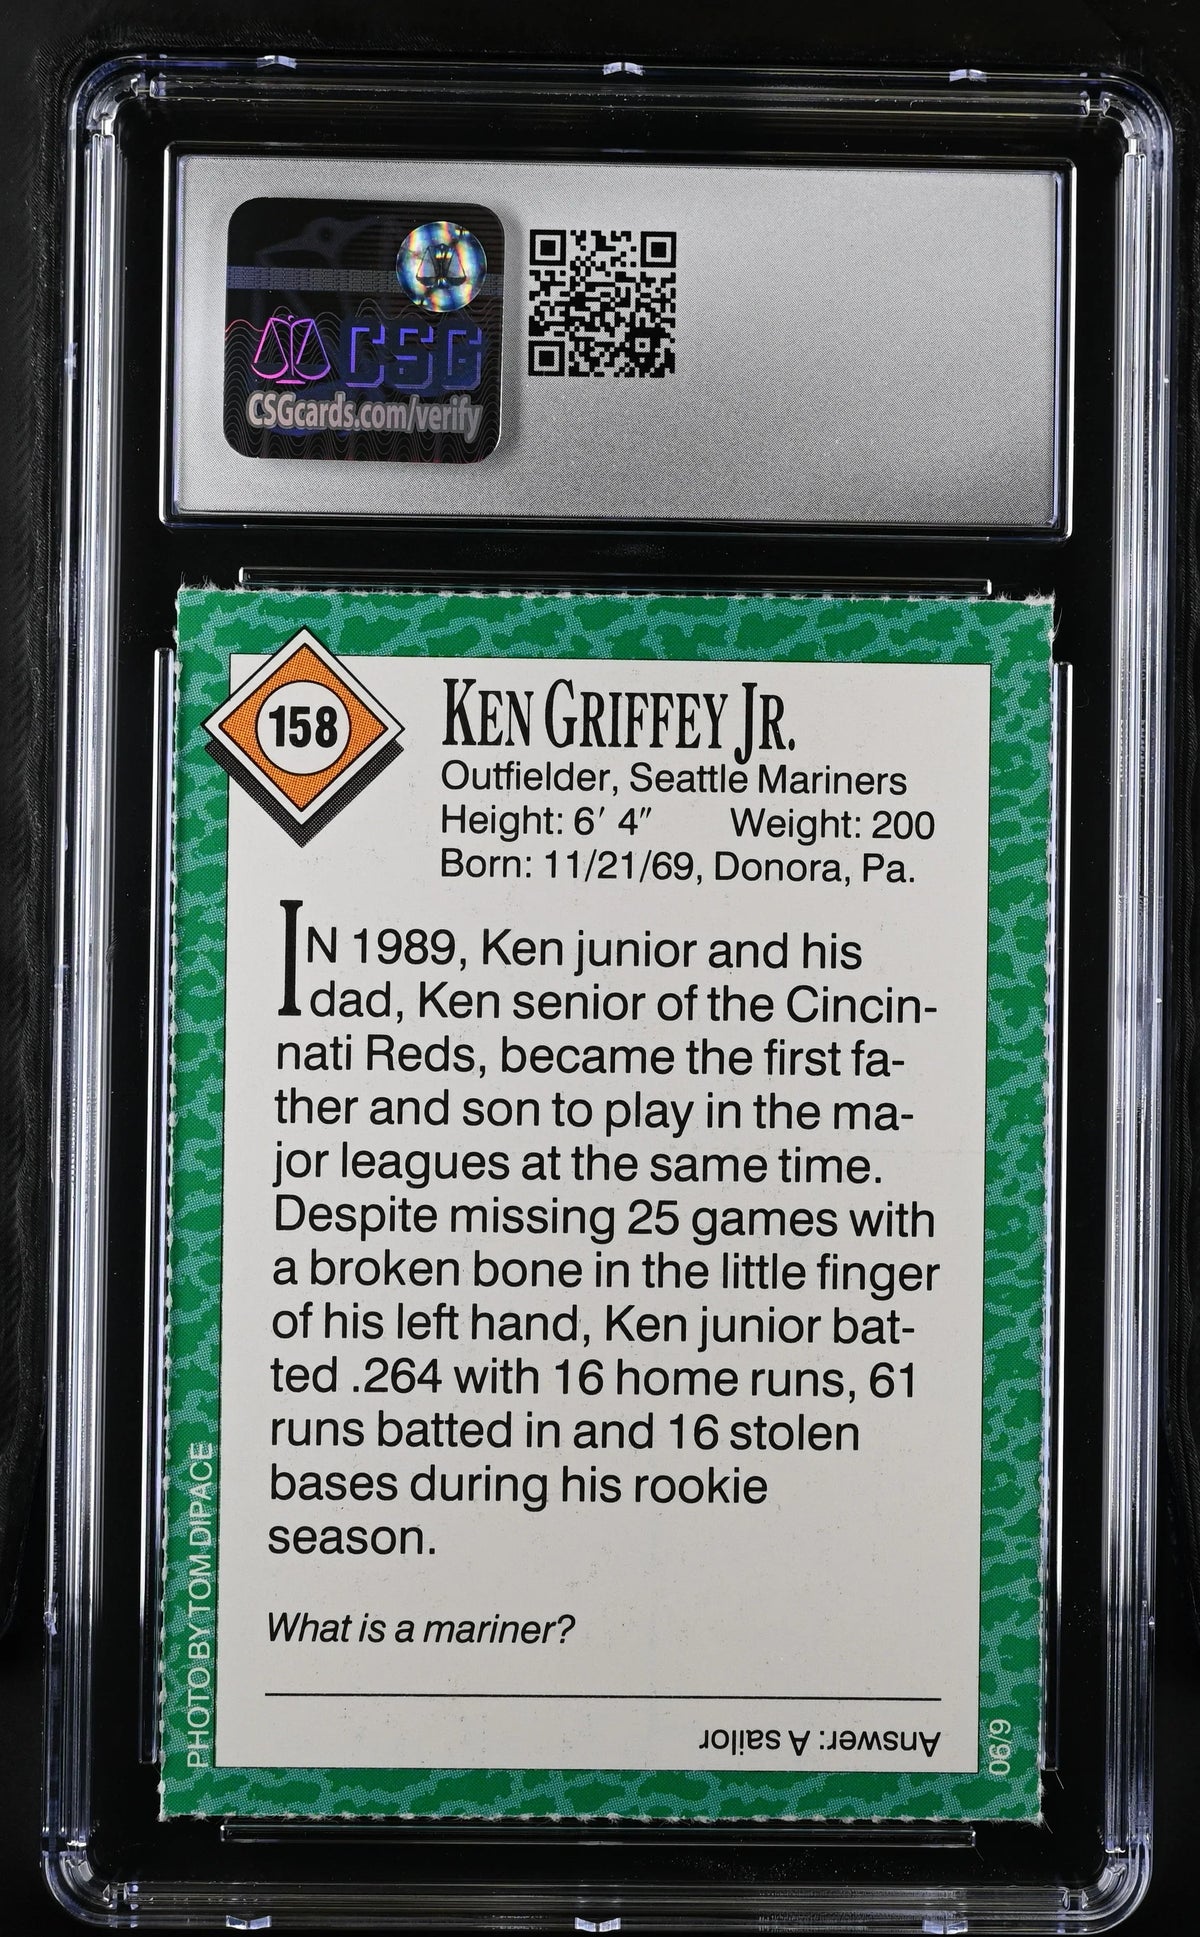 CSG
CSGcards.com/verify
158
KEN GRIFFEY JR.
Outfielder, Seattle Mariners
Height: 6′ 4″ Weight: 200
Born: 11/21/69, Donora, Pa.
IN 1989, Ken junior and his
dad, Ken senior of the Cincin-
nati Reds, became the first fa-
ther and son to play in the ma-
jor leagues at the same time.
Despite missing 25 games with
a broken bone in the little finger
of his left hand, Ken junior bat-
ted .264 with 16 home runs, 61
runs batted in and 16 stolen
bases during his rookie
season.
What is a mariner?
Answer: A sailor
PHOTO BY TOM DIPACE
6/90